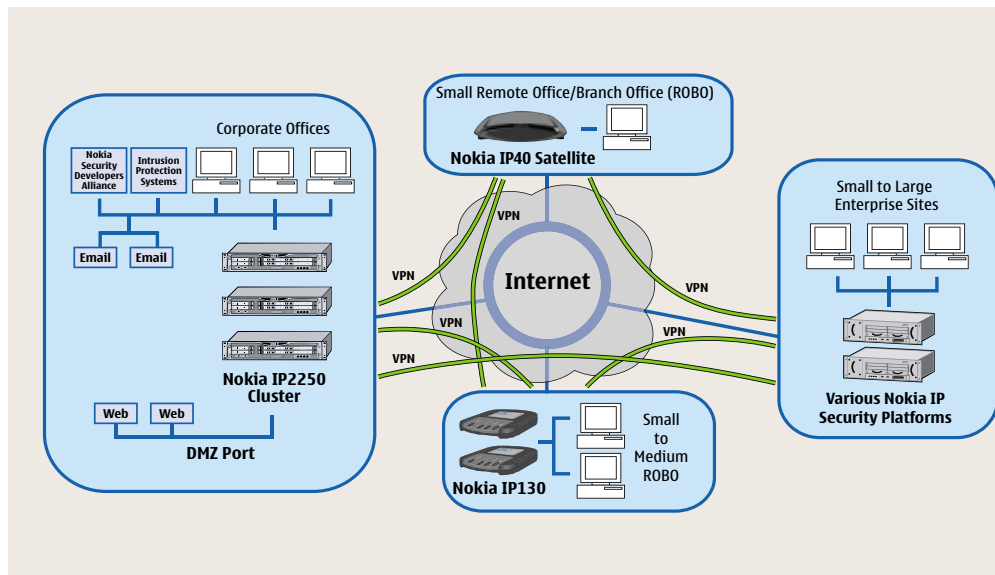 Corporate Offices
Nokia
Security
Developers
Alliance
Intrusion
Protection
Systems
Email
Email
Nokia IP2250
Cluster
Web
Web
DMZ Port
Small Remote Office/Branch Office (ROBO)
Nokia IP40 Satellite
VPN
VPN
VPN
Internet
VPN
VPN
VPN
Nokia IP130
Small
to
Medium
ROBO
Small to Large
Enterprise Sites
Various Nokia IP
Security Platforms